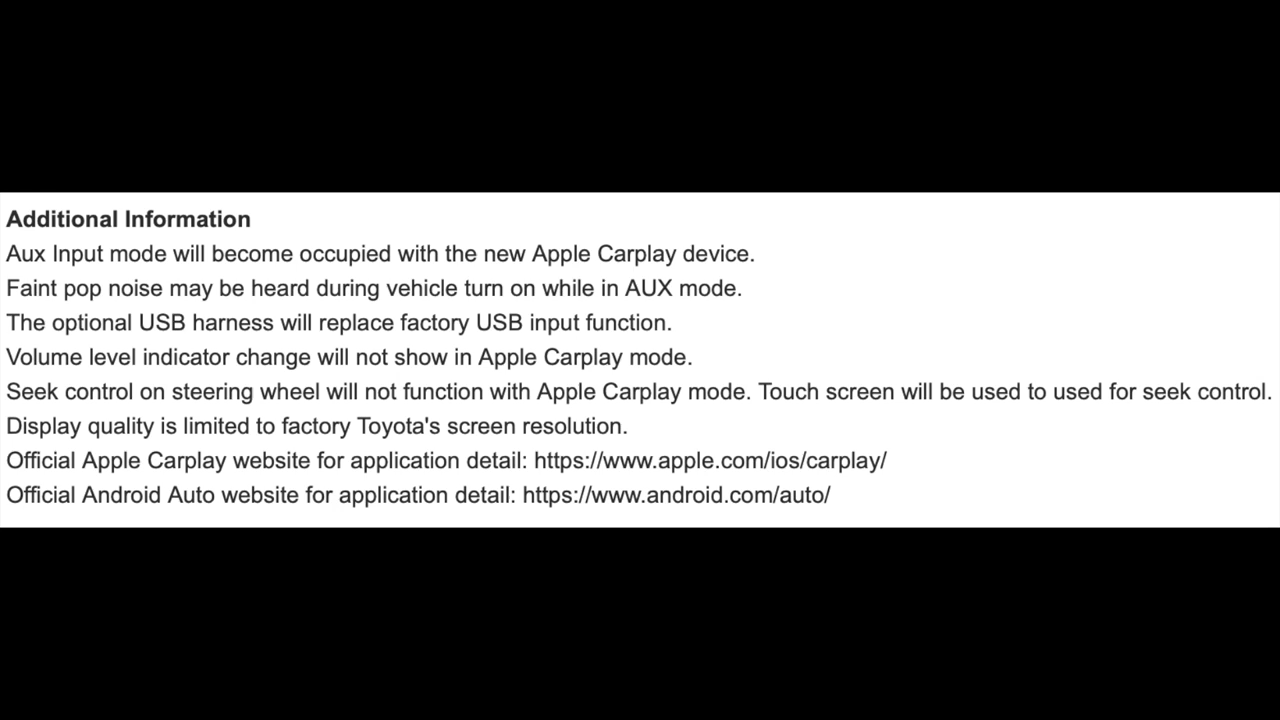 Additional Information
Aux Input mode will become occupied with the new Apple Carplay device.
Faint pop noise may be heard during vehicle turn on while in AUX mode.
The optional USB harness will replace factory USB input function.
Volume level indicator change will not show in Apple Carplay mode.
Seek control on steering wheel will not function with Apple Carplay mode. Touch screen will be used to used for seek control.
Display quality is limited to factory Toyota's screen resolution.
Official Apple Carplay website for application detail: https://www.apple.com/ios/carplay/
Official Android Auto website for application detail: https://www.android.com/auto/